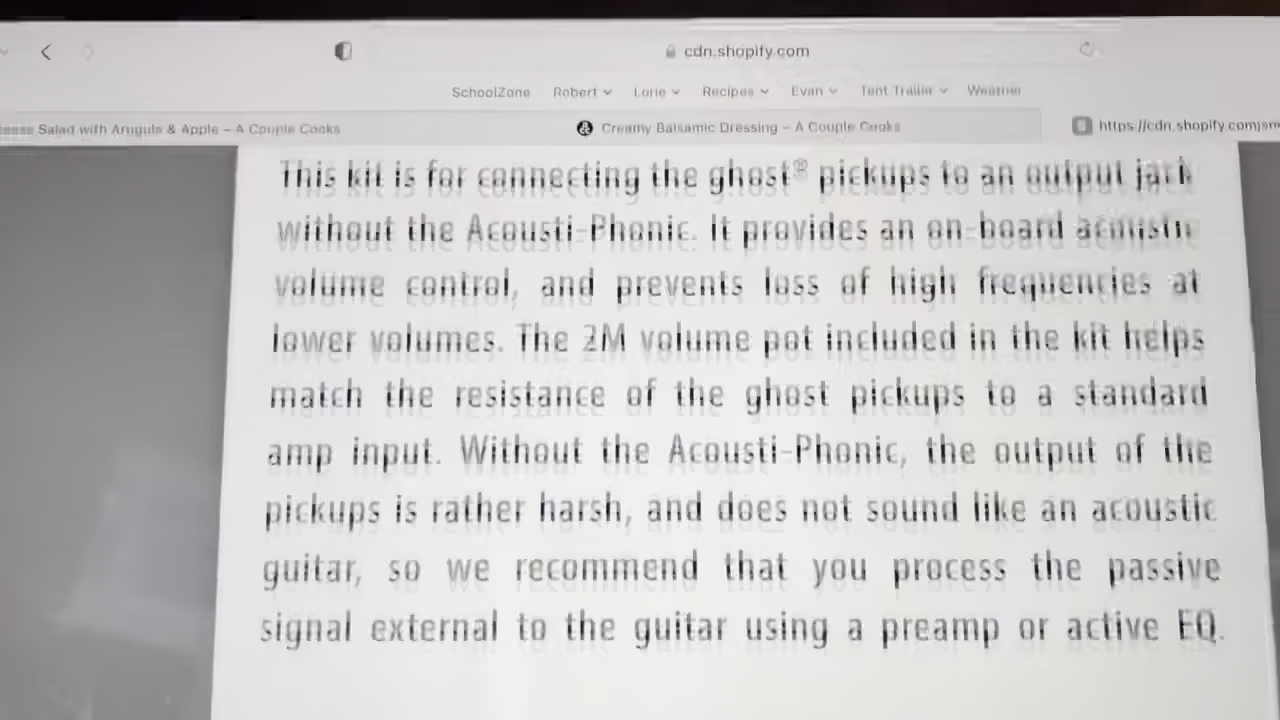 cdn.shopify.com
SchoolZone Robert Lorie Recipes Evan Tent Trailer Weather
Salad with Arugula & Apple – A Couple Cooks Creamy Balsamic Dressing – A Couple Cooks https://cdn.shopify.com/s
This kit is for connecting the ghost® pickups to an output jack
without the Acousti-Phonic. It provides an on-board acoustic
volume control, and prevents loss of high frequencies at
lower volumes. The 2M volume pot included in the kit helps
match the resistance of the ghost pickups to a standard
amp input. Without the Acousti-Phonic, the output of the
pickups is rather harsh, and does not sound like an acoustic
guitar, so we recommend that you process the passive
signal external to the guitar using a preamp or active EQ.